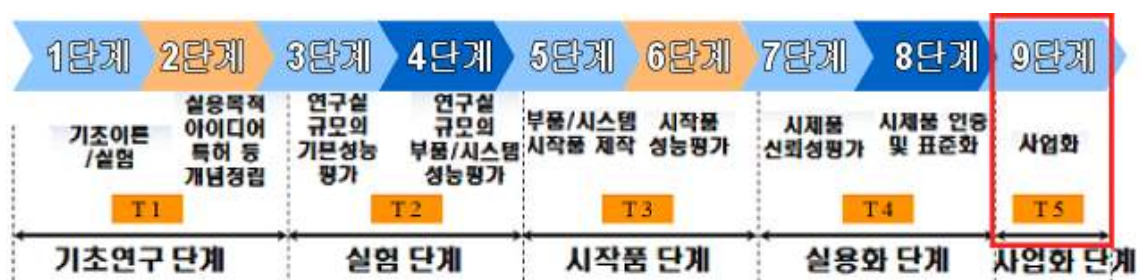 1단계 2단계 3단계 4단계 5단계 6단계 7단계 8단계 9단계
기초이론
/실험
실용목적
아이디어
특허 등
개념정립
연구실
규모의
기본성능
평가
연구실
규모의
부품/시스템
성능평가
부품/시스템
시작품 제작
시작품
성능평가
시제품
신뢰성평가
시제품 인증
및 표준화
사업화
T1 T2 T3 T4 T5
기초연구 단계 실험 단계 시작품 단계 실용화 단계 사업화 단계